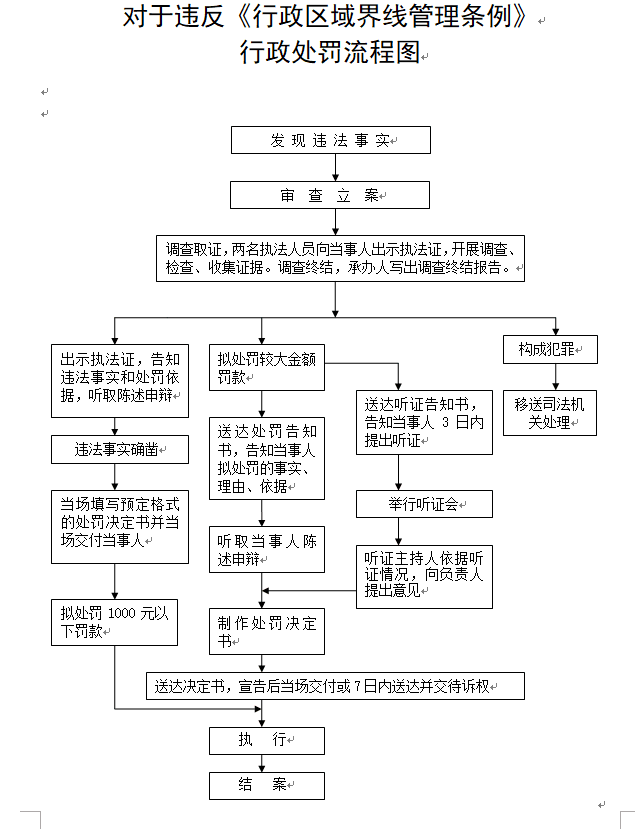 对于违反《行政区域界线管理条例》
行政处罚流程图
发现违法事实
审查立案
调查取证，两名执法人员向当事人出示执法证，开展调查、
检查、收集证据。调查终结，承办人写出调查终结报告。
出示执法证，告知
违法事实和处罚依
据，听取陈述申辩
违法事实确凿
当场填写预定格式
的处罚决定书并当
场交付当事人
拟处罚1000元以
下罚款
拟处罚较大金额
罚款
送达处罚告知
书，告知当事人
拟处罚的事实、
理由、依据
听取当事人陈
述申辩
制作处罚决定
书
送达听证告知书，
告知当事人 3 日内
提出听证
举行听证会
听证主持人依据听
证情况，向负责人
提出意见
构成犯罪
移送司法机
关处理
送达决定书，宣告后当场交付或7日内送达并交待诉权
执 行
结 案